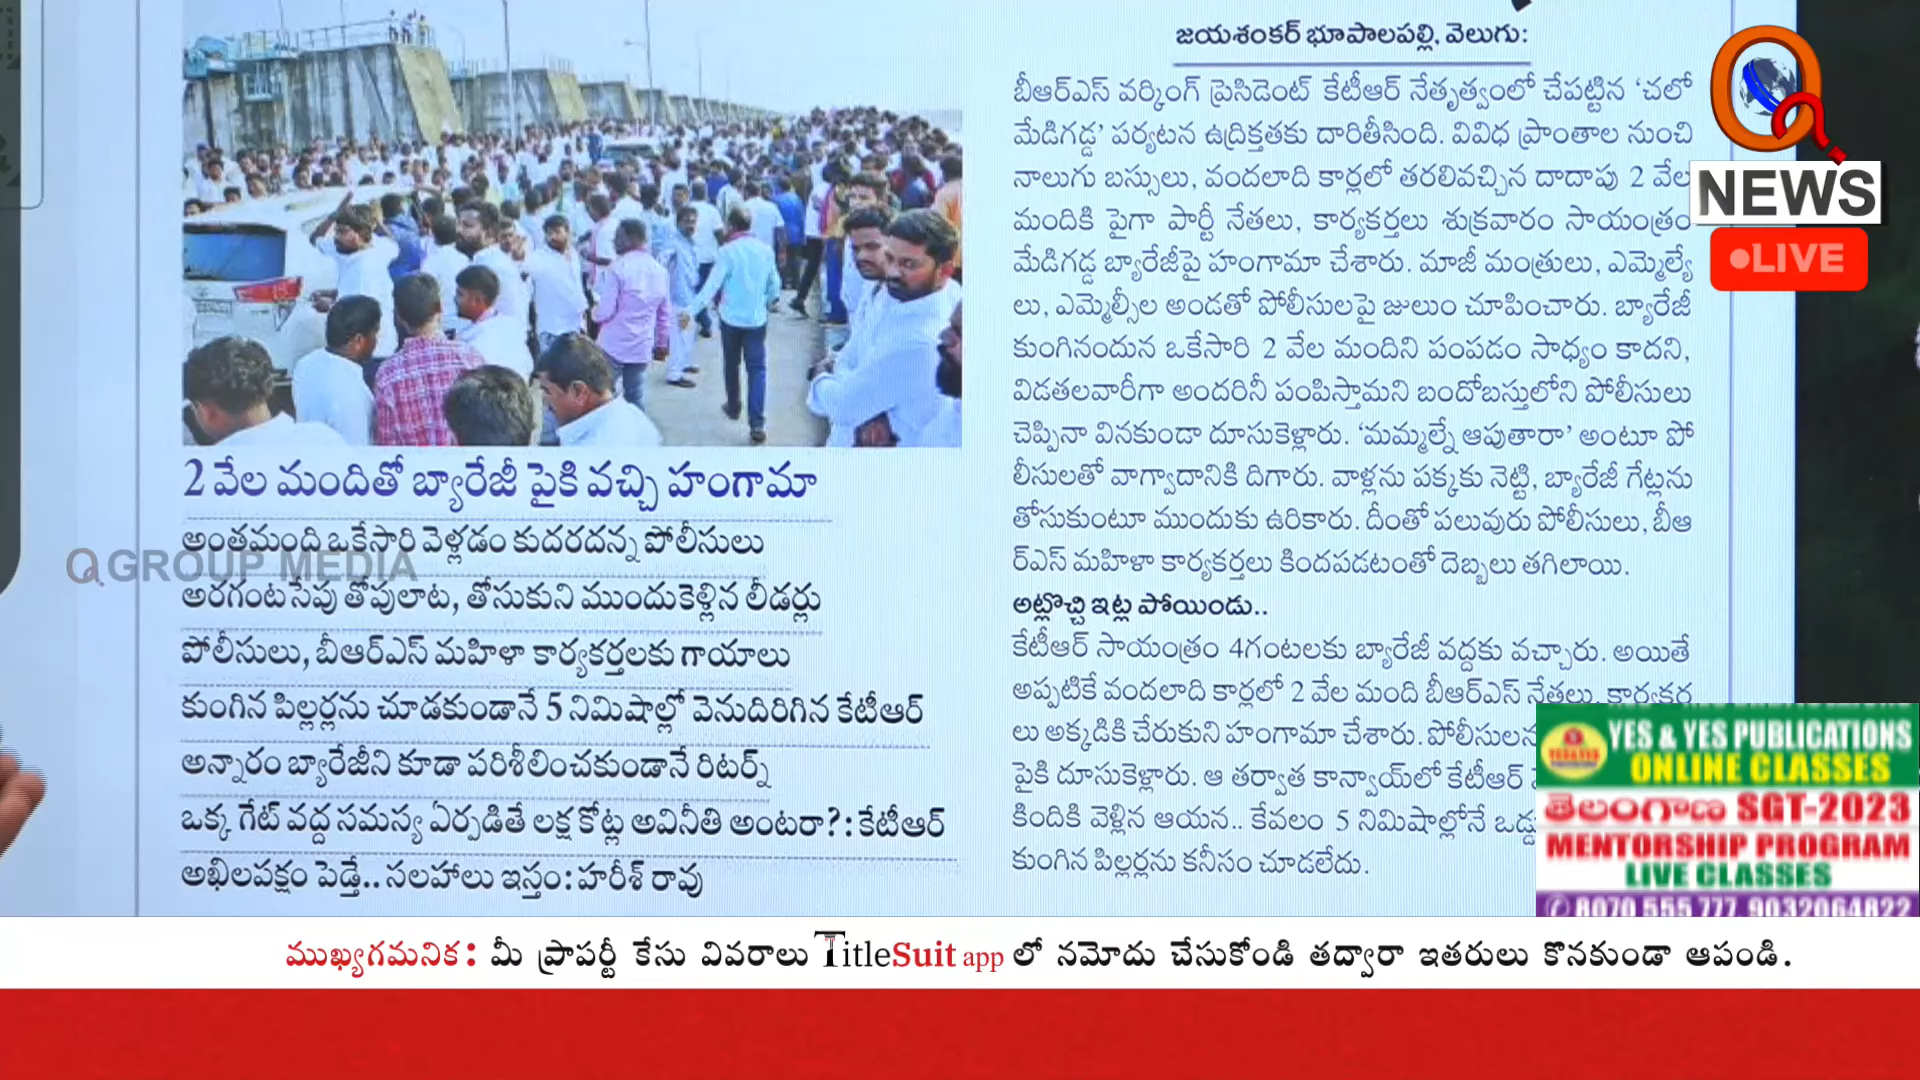 2 వేల మందితో బ్యారేజీ పైకి వచ్చి హంగామా
అంతమంది ఒకేసారి వెళ్లడం కుదరదన్న పోలీసులు
అరగంటసేపు తోపులాట, తోసుకుని ముందుకెళ్లిన లీడర్లు
పోలీసులు, బీఆర్ఎస్ మహిళా కార్యకర్తలకు గాయాలు
కుంగిన పిల్లర్లను చూడకుండానే 5 నిమిషాల్లో వెనుదిరిగిన కేటీఆర్
అన్నారం బ్యారేజీని కూడా పరిశీలించకుండానే రిటర్న్
ఒక్క గేట్ వద్ద సమస్య ఏర్పడితే లక్ష కోట్ల అవినీతి అంటరా?: కేటీఆర్
అఖిలపక్షం పెడ్తే.. సలహాలు ఇస్తం: హరీశ్ రావు
Q GROUP MEDIA
జయశంకర్ భూపాలపల్లి, వెలుగు:
బీఆర్ఎస్ వర్కింగ్ ప్రెసిడెంట్ కేటీఆర్ నేతృత్వంలో చేపట్టిన ‘చలో
మేడిగడ్డ’ పర్యటన ఉద్రిక్తతకు దారితీసింది. వివిధ ప్రాంతాల నుంచి
నాలుగు బస్సులు, వందలాది కార్లలో తరలివచ్చిన దాదాపు 2 వేల
మందికి పైగా పార్టీ నేతలు, కార్యకర్తలు శుక్రవారం సాయంత్రం
మేడిగడ్డ బ్యారేజీపై హంగామా చేశారు. మాజీ మంత్రులు, ఎమ్మెల్యే
లు, ఎమ్మెల్సీల అండతో పోలీసులపై జులుం చూపించారు. బ్యారేజీ
కుంగినందున ఒకేసారి 2 వేల మందిని పంపడం సాధ్యం కాదని,
విడతలవారీగా అందరినీ పంపిస్తామని బందోబస్తులోని పోలీసులు
చెప్పినా వినకుండా దూసుకెళ్లారు. ‘మమ్మల్నే ఆపుతారా’ అంటూ పో
లీసులతో వాగ్వాదానికి దిగారు. వాళ్లను పక్కకు నెట్టి, బ్యారేజీ గేట్లను
తోసుకుంటూ ముందుకు ఉరికారు. దీంతో పలువురు పోలీసులు, బీఆ
ర్ఎస్ మహిళా కార్యకర్తలు కిందపడటంతో దెబ్బలు తగిలాయి.
అట్లొచ్చి ఇట్ల పోయిండు..
కేటీఆర్ సాయంత్రం 4గంటలకు బ్యారేజీ వద్దకు వచ్చారు. అయితే
అప్పటికే వందలాది కార్లలో 2 వేల మంది బీఆర్ఎస్ నేతలు, కార్యకర్త
లు అక్కడికి చేరుకుని హంగామా చేశారు. పోలీసులన
పైకి దూసుకెళ్లారు. ఆ తర్వాత కాన్వాయ్‌లో కేటీఆర్
కిందికి వెళ్లిన ఆయన.. కేవలం 5 నిమిషాల్లోనే ఒడ్డు
కుంగిన పిల్లర్లను కనీసం చూడలేదు.
Q
NEWS
LIVE
YES & YES PUBLICATIONS
ONLINE CLASSES
తెలంగాణ SGT-2023
MENTORSHIP PROGRAM
LIVE CLASSES
8070 555 777, 9032064822
ముఖ్యగమనిక: మీ ప్రాపర్టీ కేసు వివరాలు TitleSuit app లో నమోదు చేసుకోండి తద్వారా ఇతరులు కొనకుండా ఆపండి.